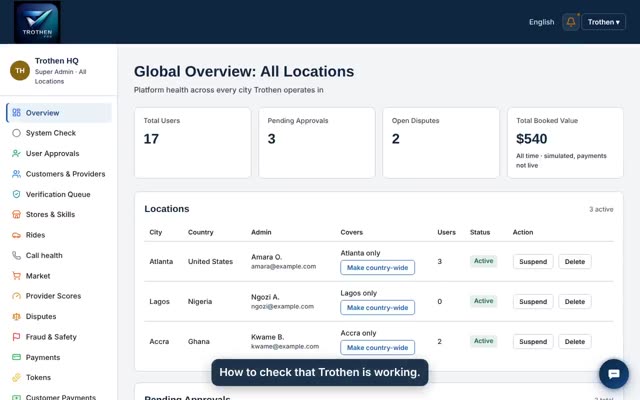 TROTHEN
English
Trothen ▾
TH
Trothen HQ
Super Admin · All
Locations
Overview
System Check
User Approvals
Customers & Providers
Verification Queue
Stores & Skills
Rides
Call health
Market
Provider Scores
Disputes
Fraud & Safety
Payments
Tokens
Customer Payments
Global Overview: All Locations
Platform health across every city Trothen operates in
Total Users
17
Pending Approvals
3
Open Disputes
2
Total Booked Value
$540
All time · simulated, payments
not live
Locations
3 active
City Country Admin Covers Users Status Action
Atlanta United States Amara O. amara@example.com Atlanta only Make country-wide 3 Active Suspend Delete
Lagos Nigeria Ngozi A. ngozi@example.com Lagos only Make country-wide 0 Active Suspend Delete
Accra Ghana Kwame B. kwame@example.com Accra only Make country-wide 2 Active Suspend Delete
How to check that Trothen is working.
Pending Approvals